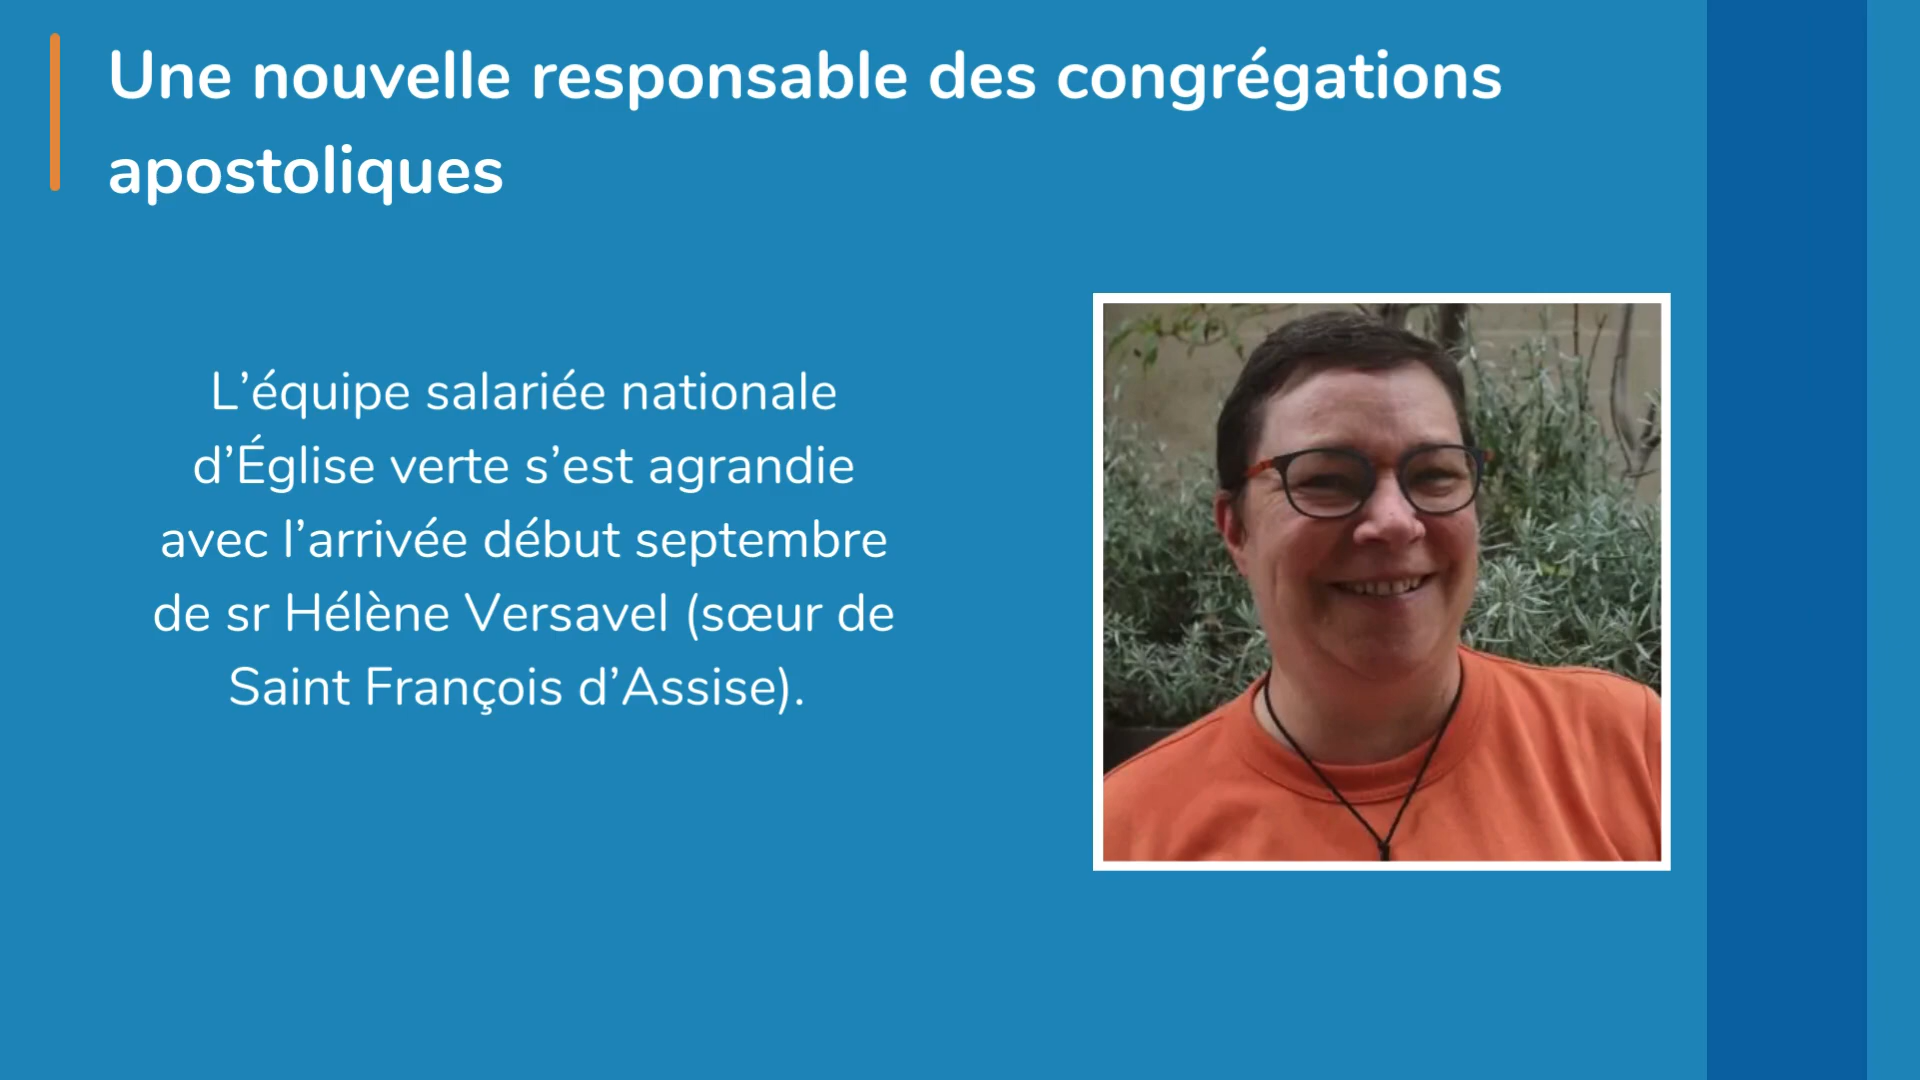 Une nouvelle responsable des congrégations
apostoliques
L’équipe salariée nationale
d’Église verte s’est agrandie
avec l’arrivée début septembre
de sr Hélène Versavel (sœur de
Saint François d’Assise).